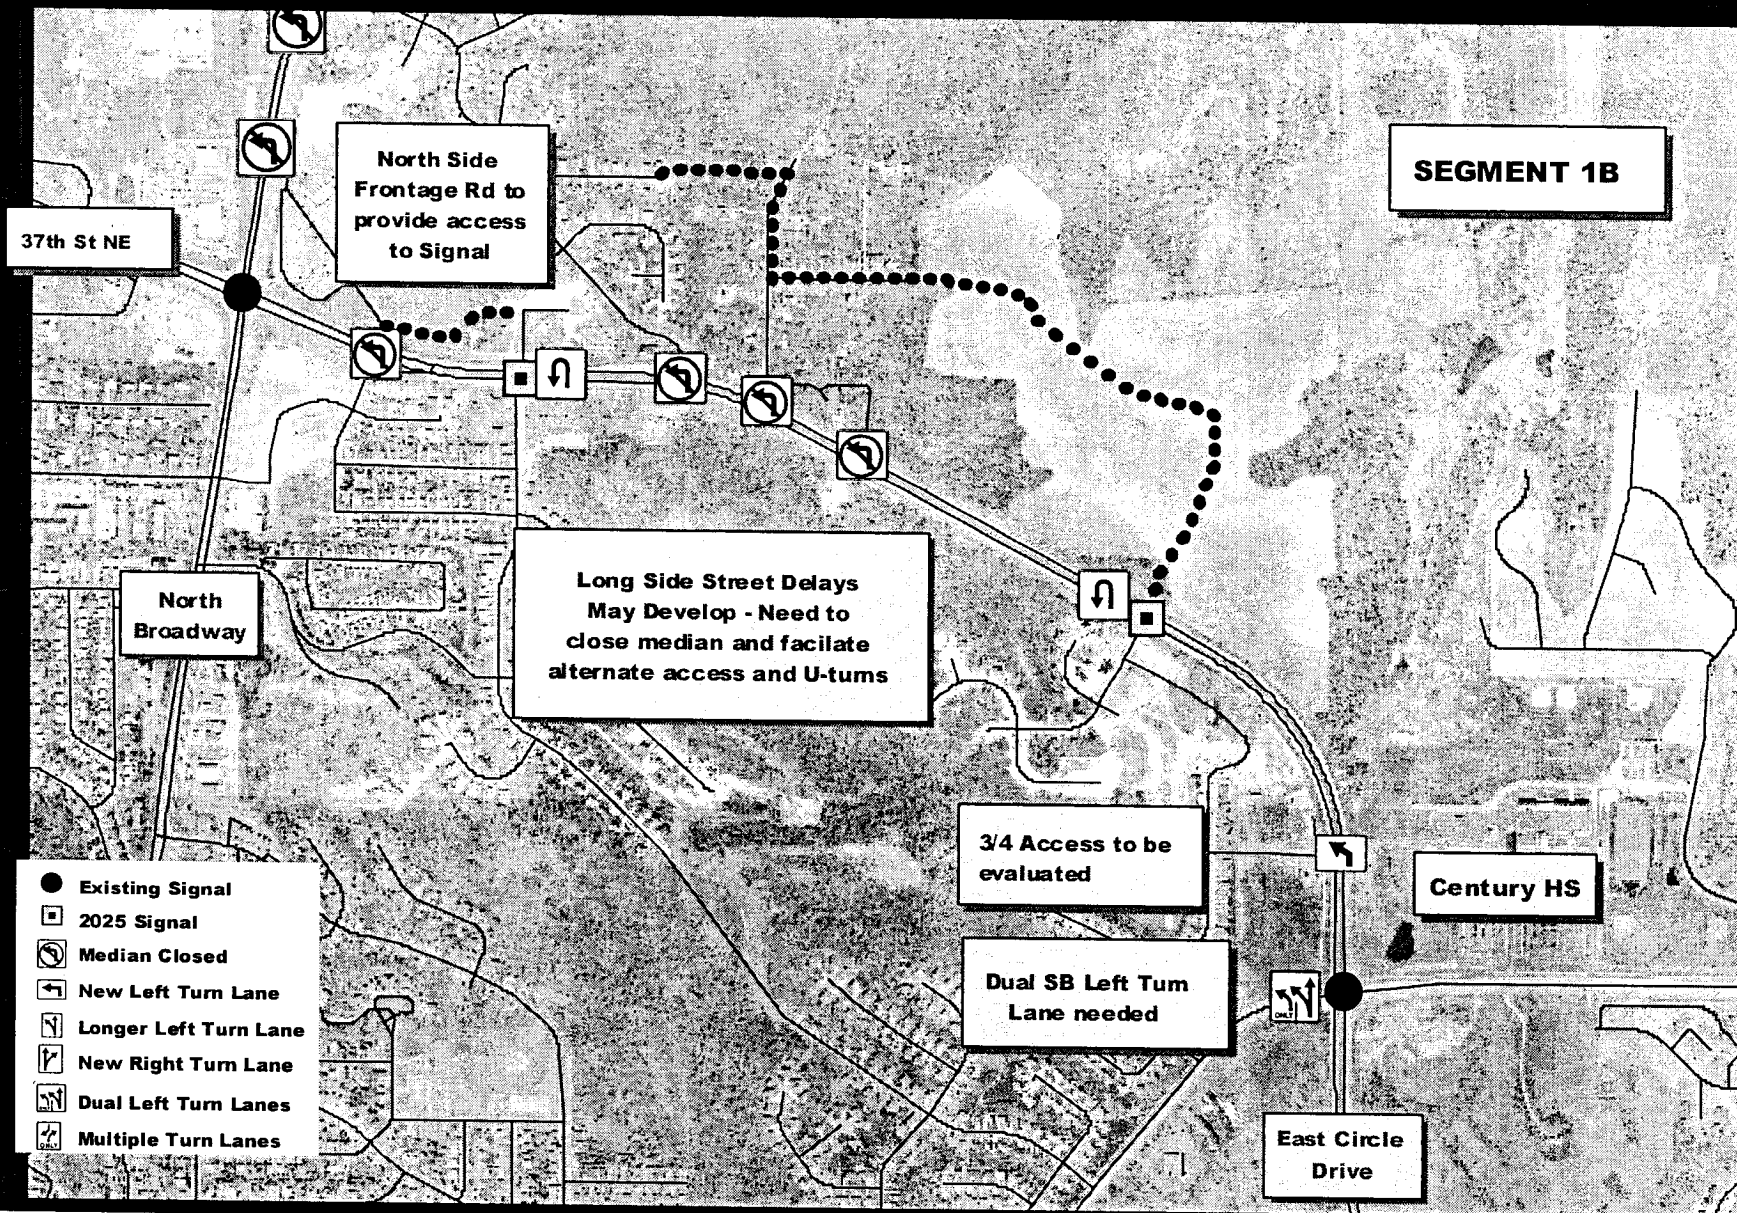 SEGMENT 1B
North Side
Frontage Rd to
provide access
to Signal
37th St NE
Long Side Street Delays
May Develop - Need to
close median and facilate
alternate access and U-turns
North
Broadway
3/4 Access to be
evaluated
Century HS
Dual SB Left Turn
Lane needed
ONLY
East Circle
Drive
Existing Signal
2025 Signal
Median Closed
New Left Turn Lane
Longer Left Turn Lane
New Right Turn Lane
Dual Left Turn Lanes
Multiple Turn Lanes
ONLY